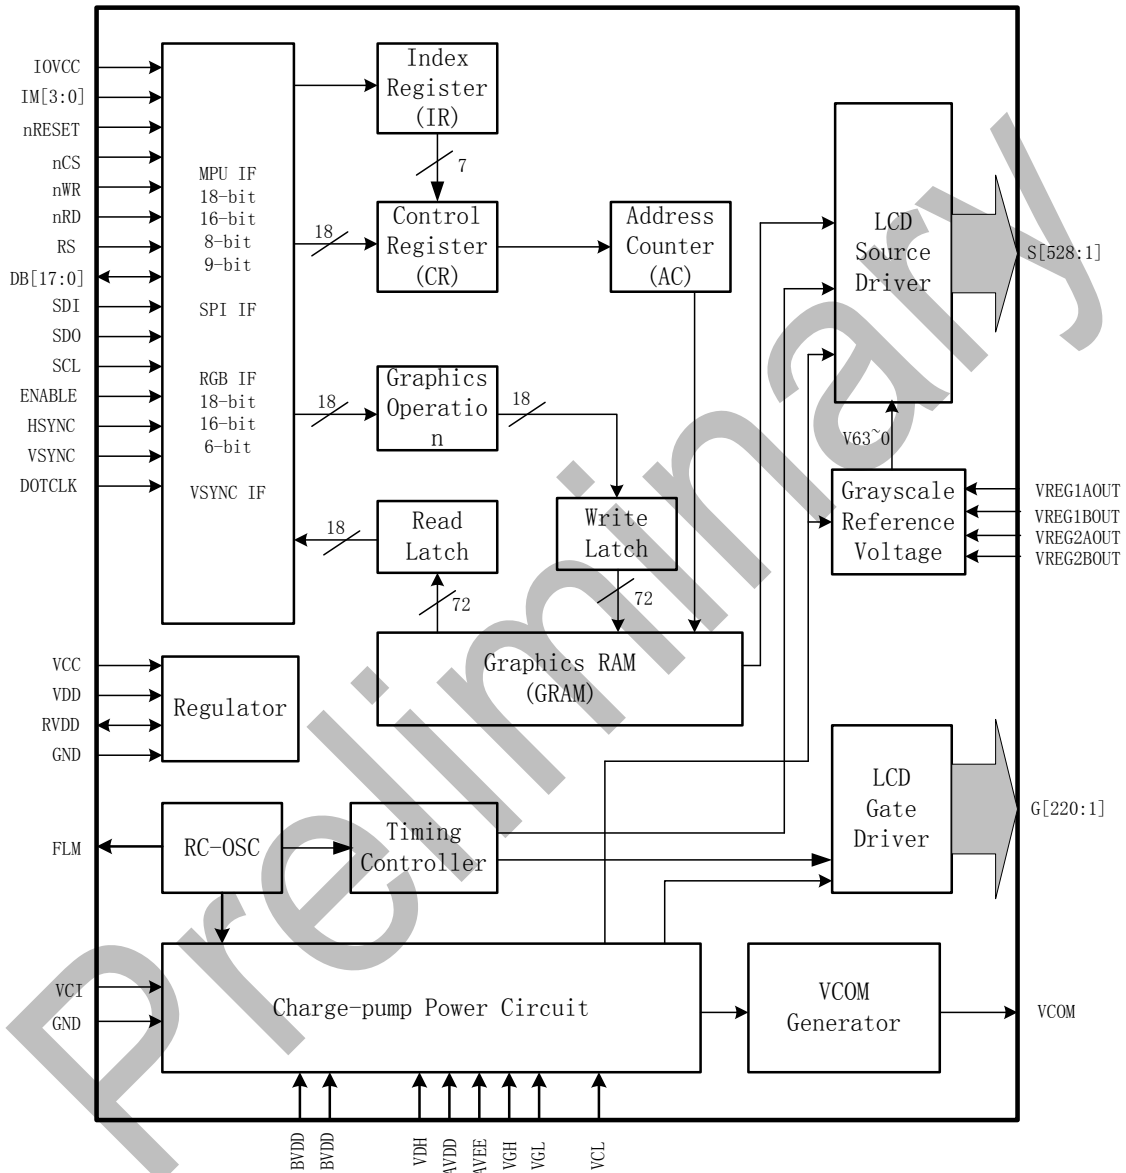 IOVCC
IM[3:0]
nRESET
nCS
nWR
nRD
RS
DB[17:0]
SDI
SDO
SCL
ENABLE
HSYNC
VSYNC
DOTCLK
MPU IF
18-bit
16-bit
8-bit
9-bit
SPI IF
RGB IF
18-bit
16-bit
6-bit
VSYNC IF
Index
Register
(IR)
7
18
Control
Register
(CR)
Address
Counter
(AC)
18
Graphics
Operatio
n
18
18
Read
Latch
Write
Latch
72
72
Graphics RAM
(GRAM)
LCD
Source
Driver
S[528:1]
V63~0
Grayscale
Reference
Voltage
VREG1AOUT
VREG1BOUT
VREG2AOUT
VREG2BOUT
VCC
VDD
RVDD
GND
Regulator
LCD
Gate
Driver
G[220:1]
FLM
RC-OSC
Timing
Controller
VCI
GND
Charge-pump Power Circuit
VCOM
Generator
VCOM
BVDD
BVDD
VDH
AVDD
AVEE
VGH
VGL
VCL
Preliminary